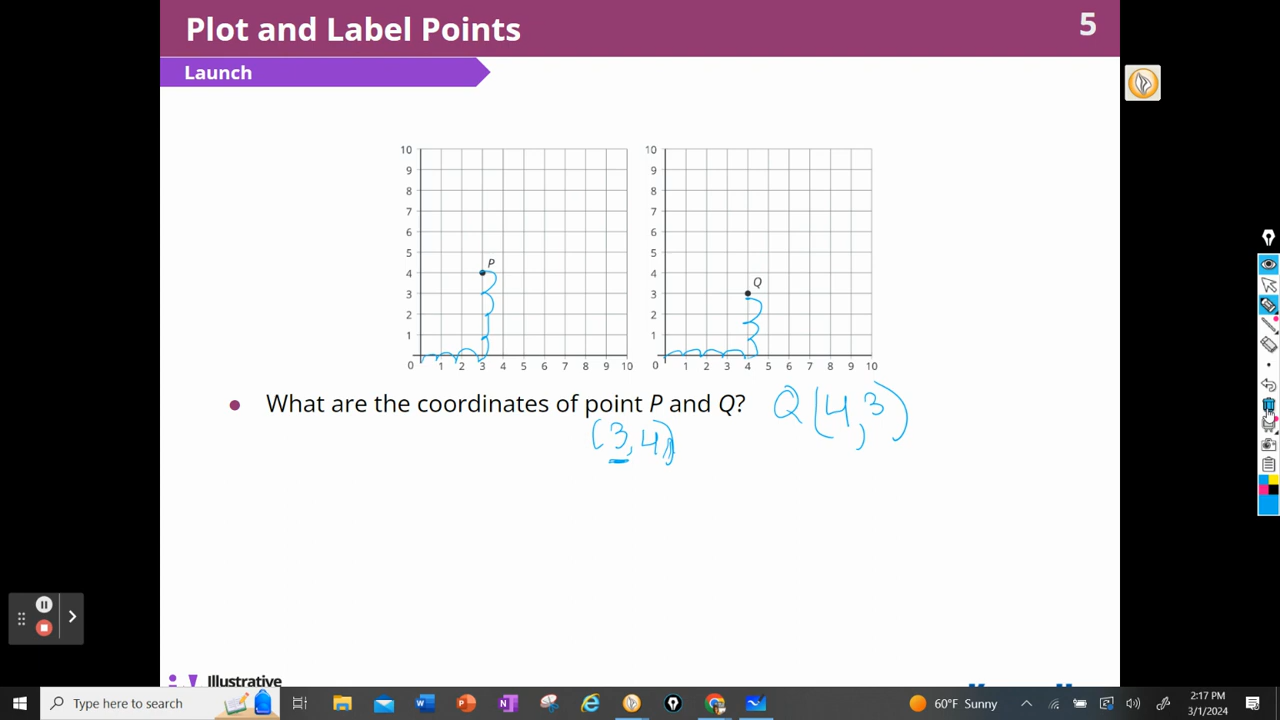 Plot and Label Points
5
Launch
10
9
8
7
6
5
4
3
2
1
0 1 2 3 4 5 6 7 8 9 10
P
10
9
8
7
6
5
4
3
2
1
0 1 2 3 4 5 6 7 8 9 10
Q
• What are the coordinates of point P and Q? Q(4,3)
(3,4)
Illustrative
Type here to search
60°F Sunny
2:17 PM
3/1/2024